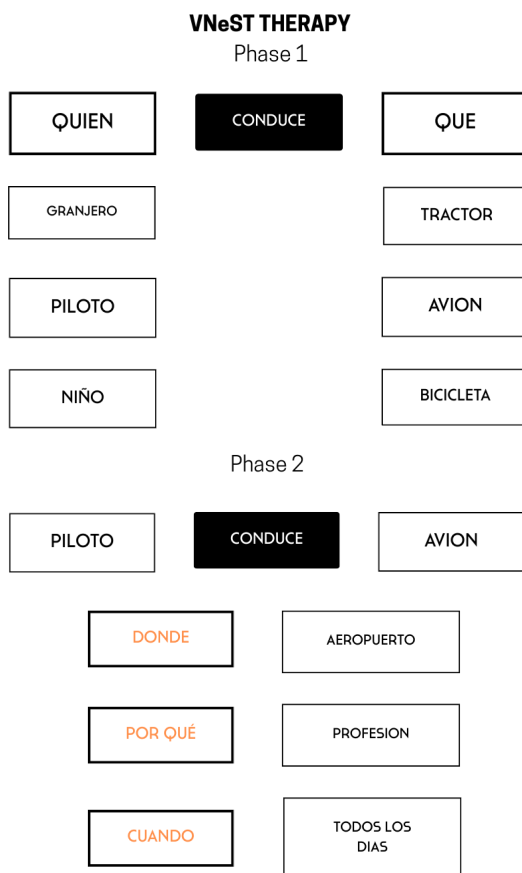 VNeST THERAPY
Phase 1
QUIEN CONDUCE QUE
GRANJERO TRACTOR
PILOTO AVION
NIÑO BICICLETA
Phase 2
PILOTO CONDUCE AVION
DONDE AEROPUERTO
POR QUÉ PROFESION
CUANDO TODOS LOS
DIAS